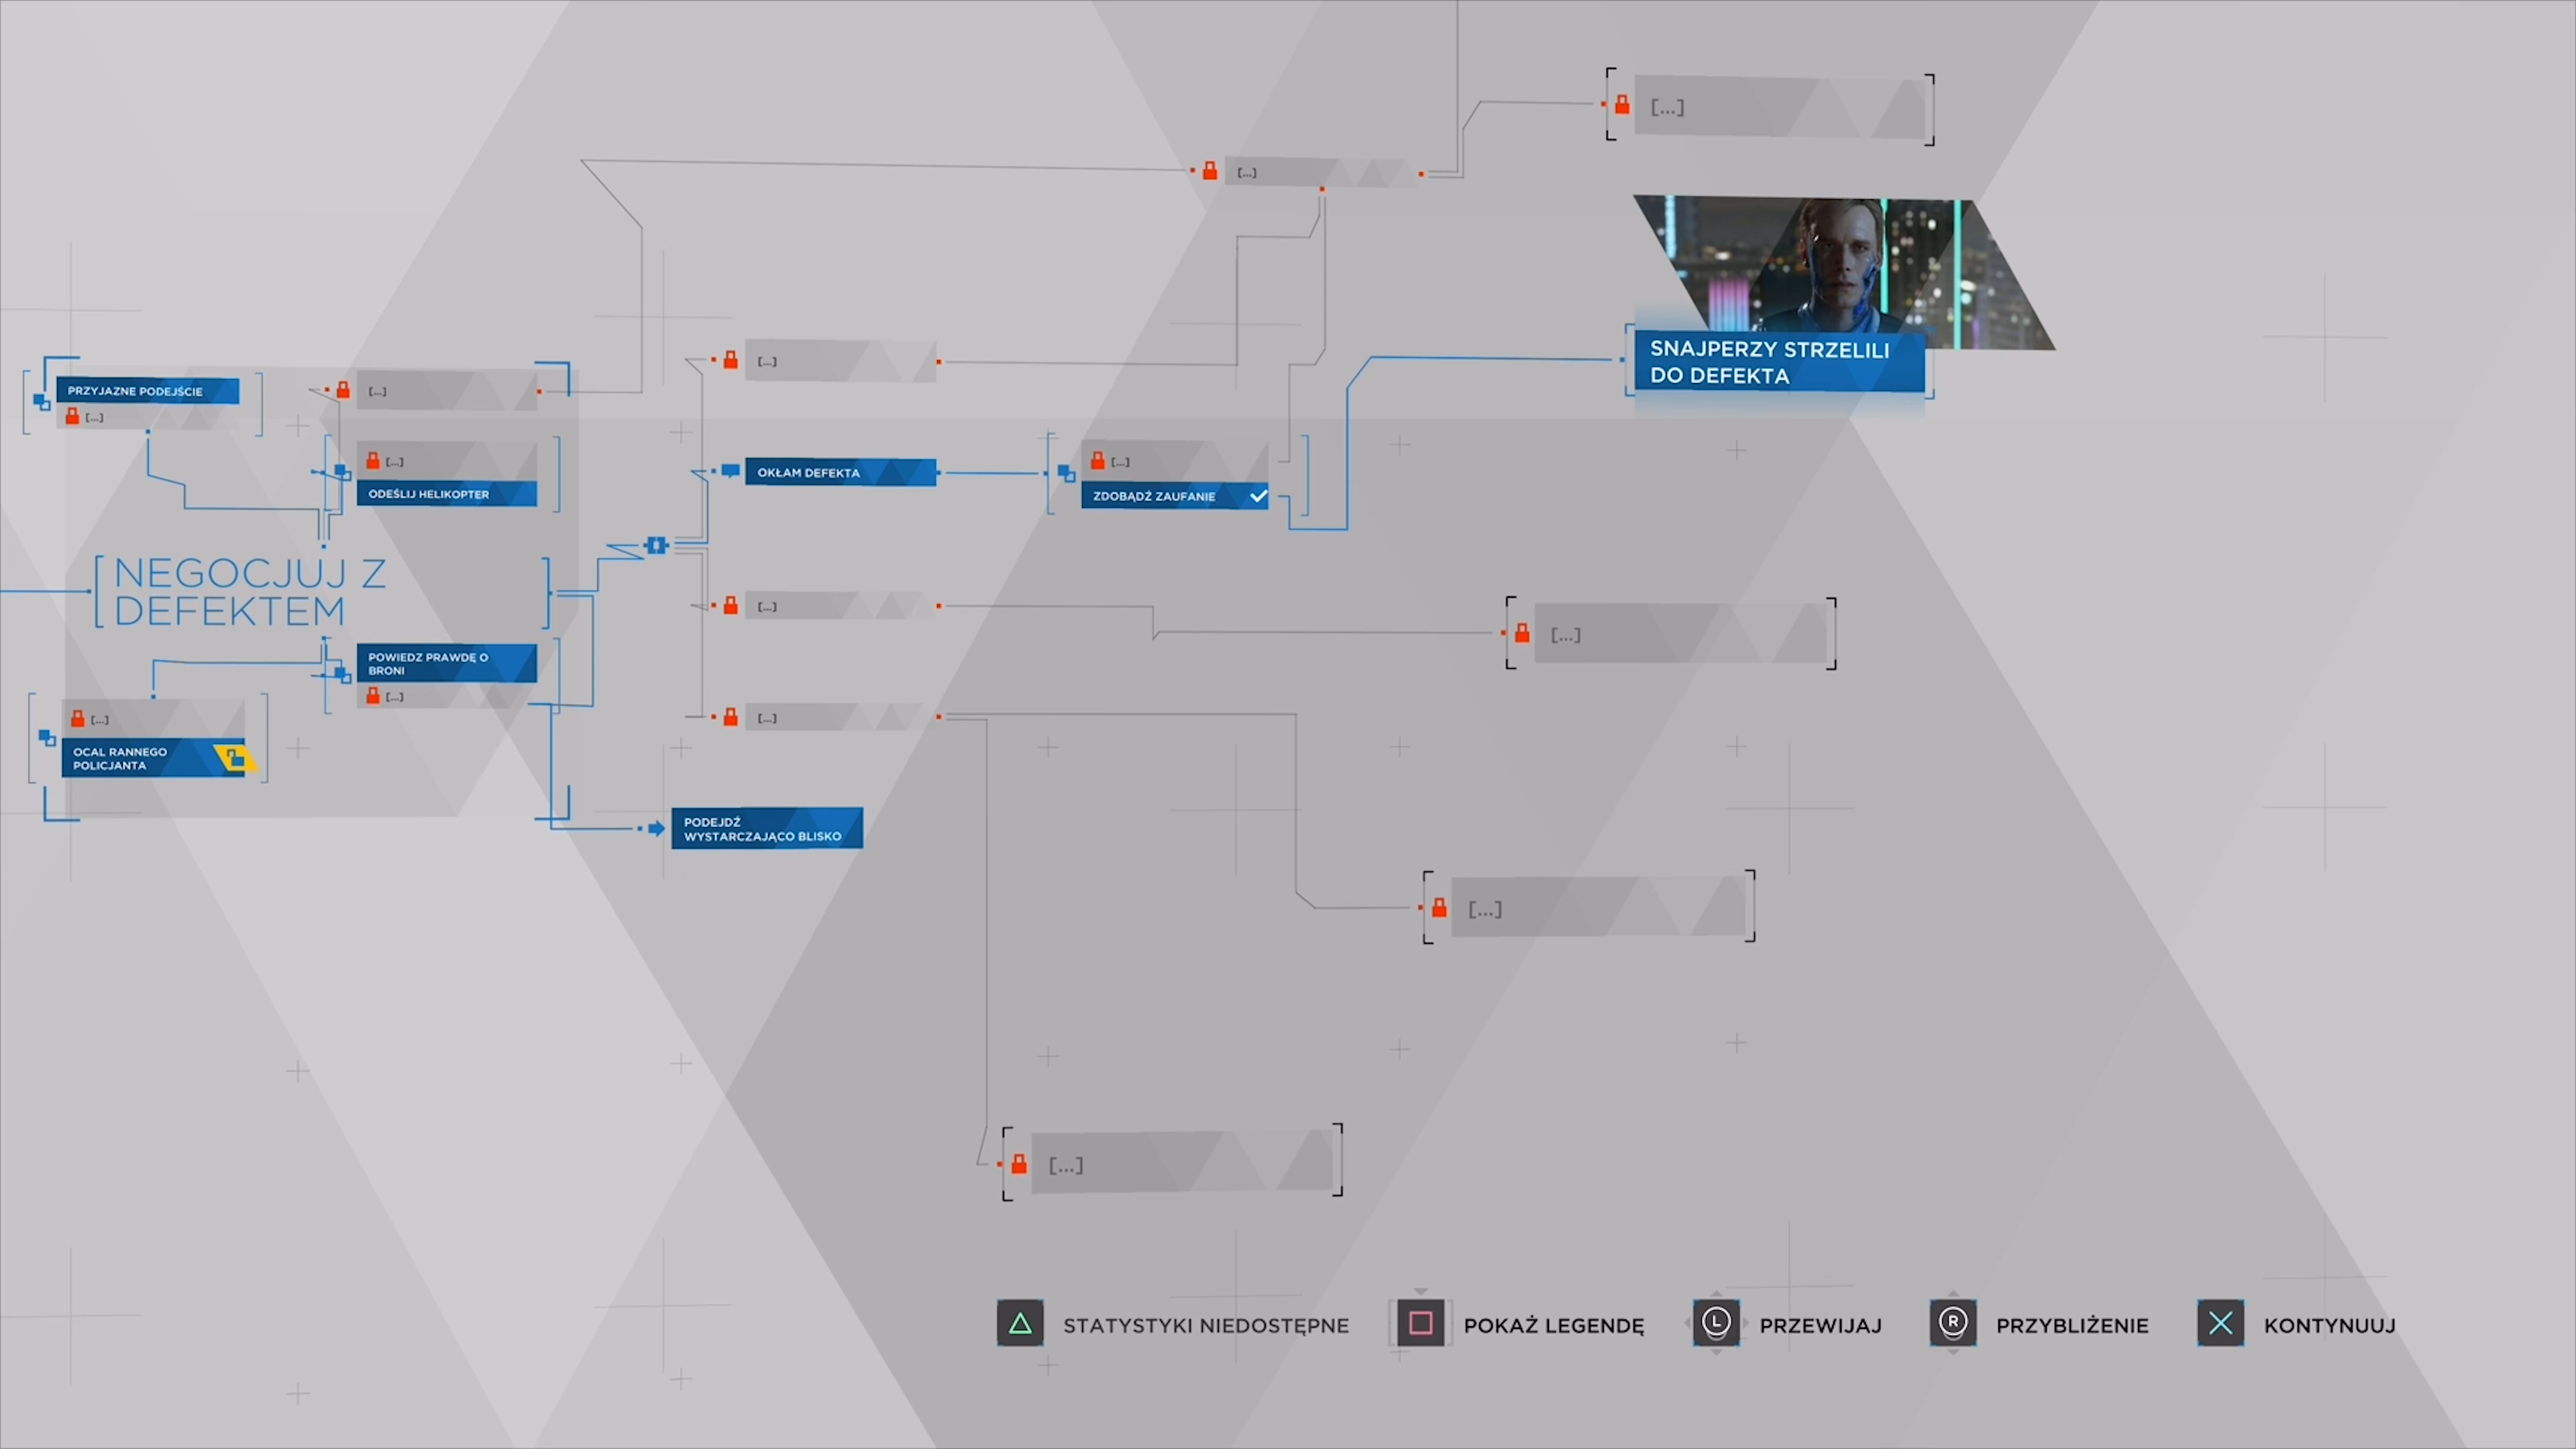 [...]
[...]
SNAJPERZY STRZELILI
DO DEFEKTA
[...]
PRZYJAZNE PODEJŚCIE
[...]
[...]
[...]
ODEŚLIJ HELIKOPTER
OKŁAM DEFEKTA
[...]
ZDOBĄDŹ ZAUFANIE
NEGOCJUJ Z
DEFEKTEM
[...]
[...]
POWIEDZ PRAWDĘ O
BRONI
[...]
[...]
OCAL RANNEGO
POLICJANTA
[...]
PODEJDŹ
WYSTARCZAJĄCO BLISKO
[...]
[...]
STATYSTYKI NIEDOSTĘPNE
POKAŻ LEGENDĘ
L
PRZEWIJAJ
R
PRZYBLIŻENIE
KONTYNUUJ